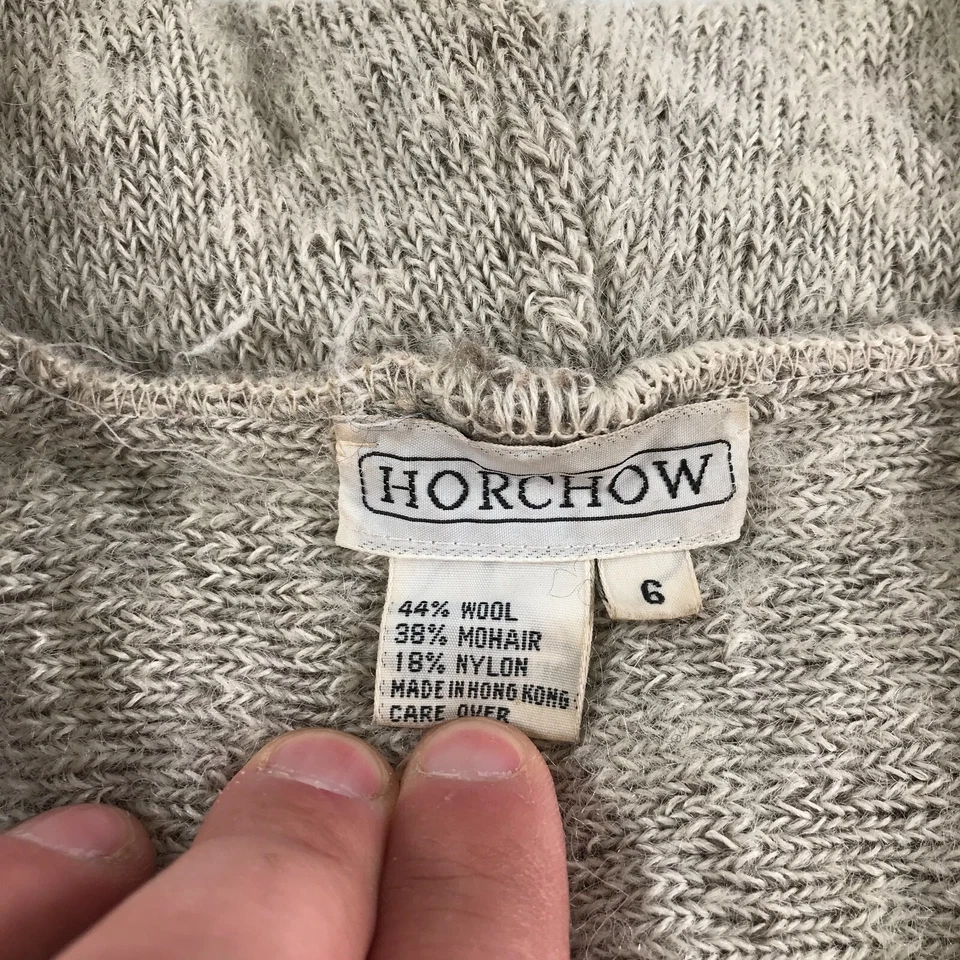 HORCHOW
6
44% WOOL
38% MOHAIR
18% NYLON
MADE IN HONG KONG
CARE OVER